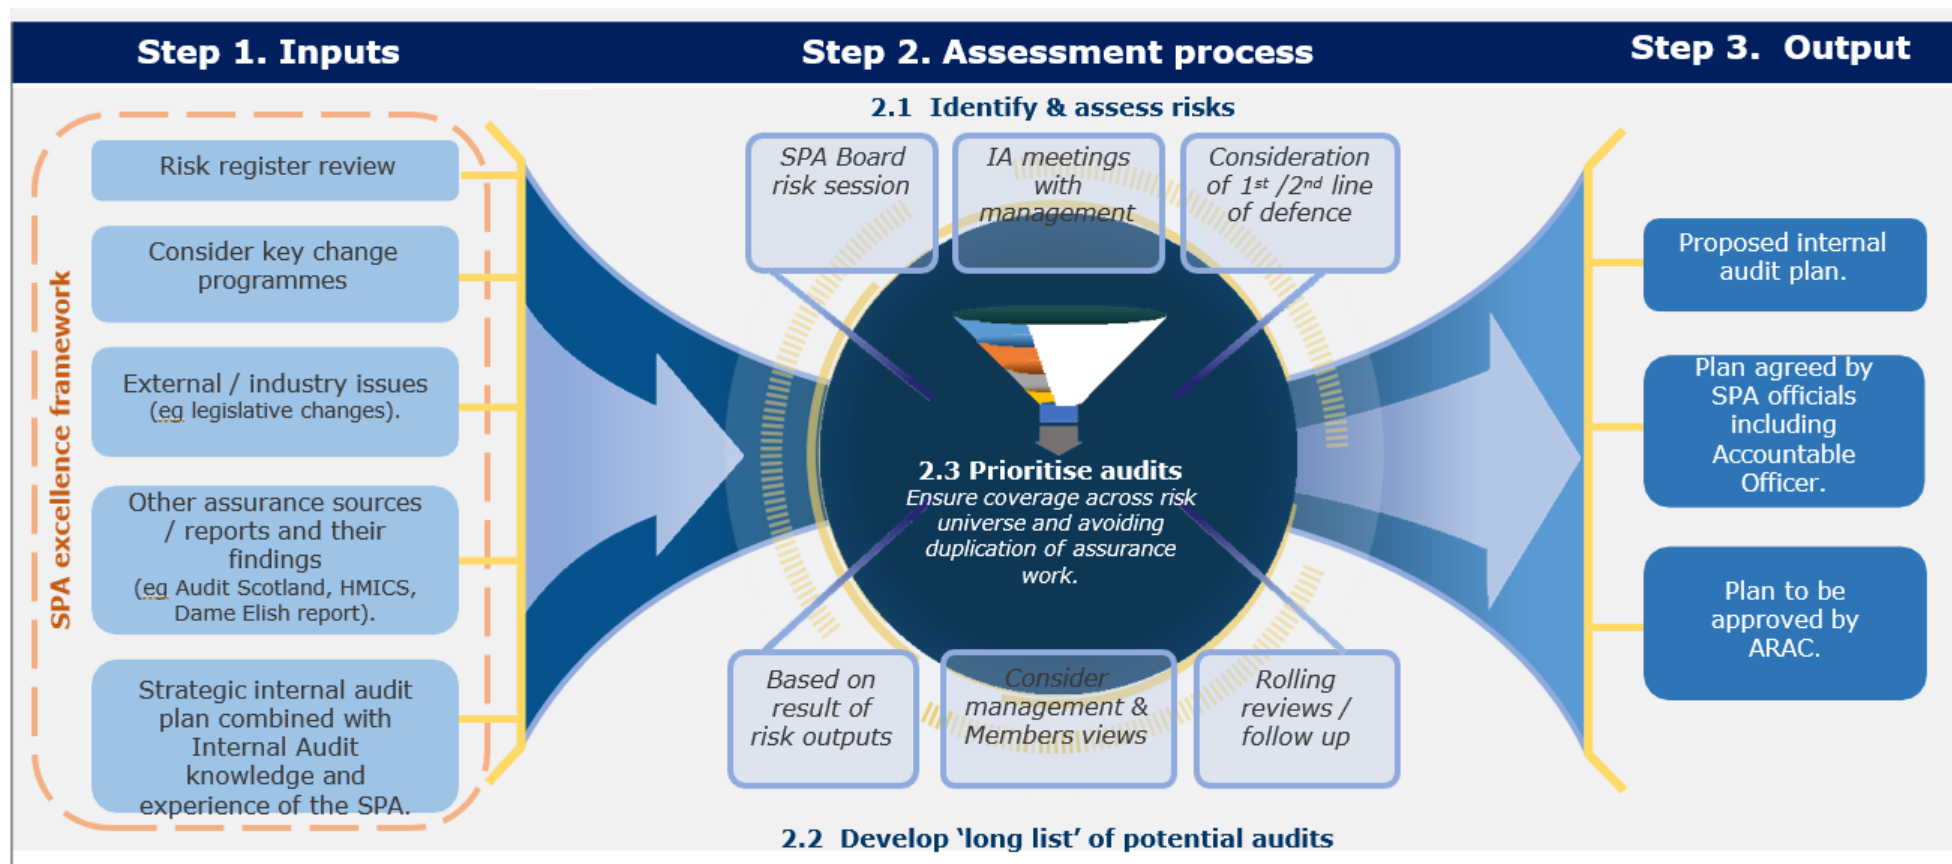 Step 1. Inputs
Step 2. Assessment process
Step 3. Output
SPA excellence framework
Risk register review
Consider key change
programmes
External / industry issues
(eg legislative changes).
Other assurance sources
/ reports and their
findings
(eg Audit Scotland, HMICS,
Dame Elish report).
Strategic internal audit
plan combined with
Internal Audit
knowledge and
experience of the SPA.
2.1 Identify & assess risks
SPA Board
risk session
IA meetings
with
management
Consideration
of 1st /2nd line
of defence
2.3 Prioritise audits
Ensure coverage across risk
universe and avoiding
duplication of assurance
work.
Based on
result of
risk outputs
Consider
management &
Members views
Rolling
reviews /
follow up
2.2 Develop ‘long list’ of potential audits
Proposed internal
audit plan.
Plan agreed by
SPA officials
including
Accountable
Officer.
Plan to be
approved by
ARAC.